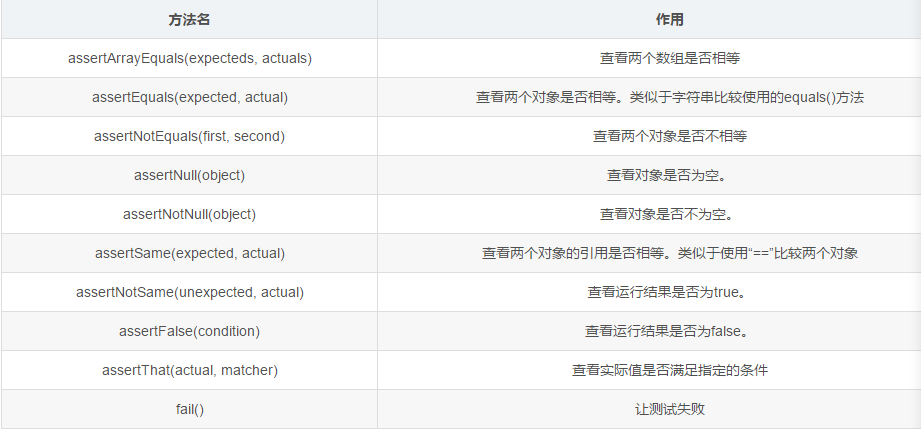 方法名 作用
assertArrayEquals(expecteds, actuals) 查看两个数组是否相等
assertEquals(expected, actual) 查看两个对象是否相等。类似于字符串比较使用的equals()方法
assertNotEquals(first, second) 查看两个对象是否不相等
assertNull(object) 查看对象是否为空。
assertNotNull(object) 查看对象是否不为空。
assertSame(expected, actual) 查看两个对象的引用是否相等。类似于使用“==”比较两个对象
assertNotSame(unexpected, actual) 查看运行结果是否为true。
assertFalse(condition) 查看运行结果是否为false。
assertThat(actual, matcher) 查看实际值是否满足指定的条件
fail() 让测试失败